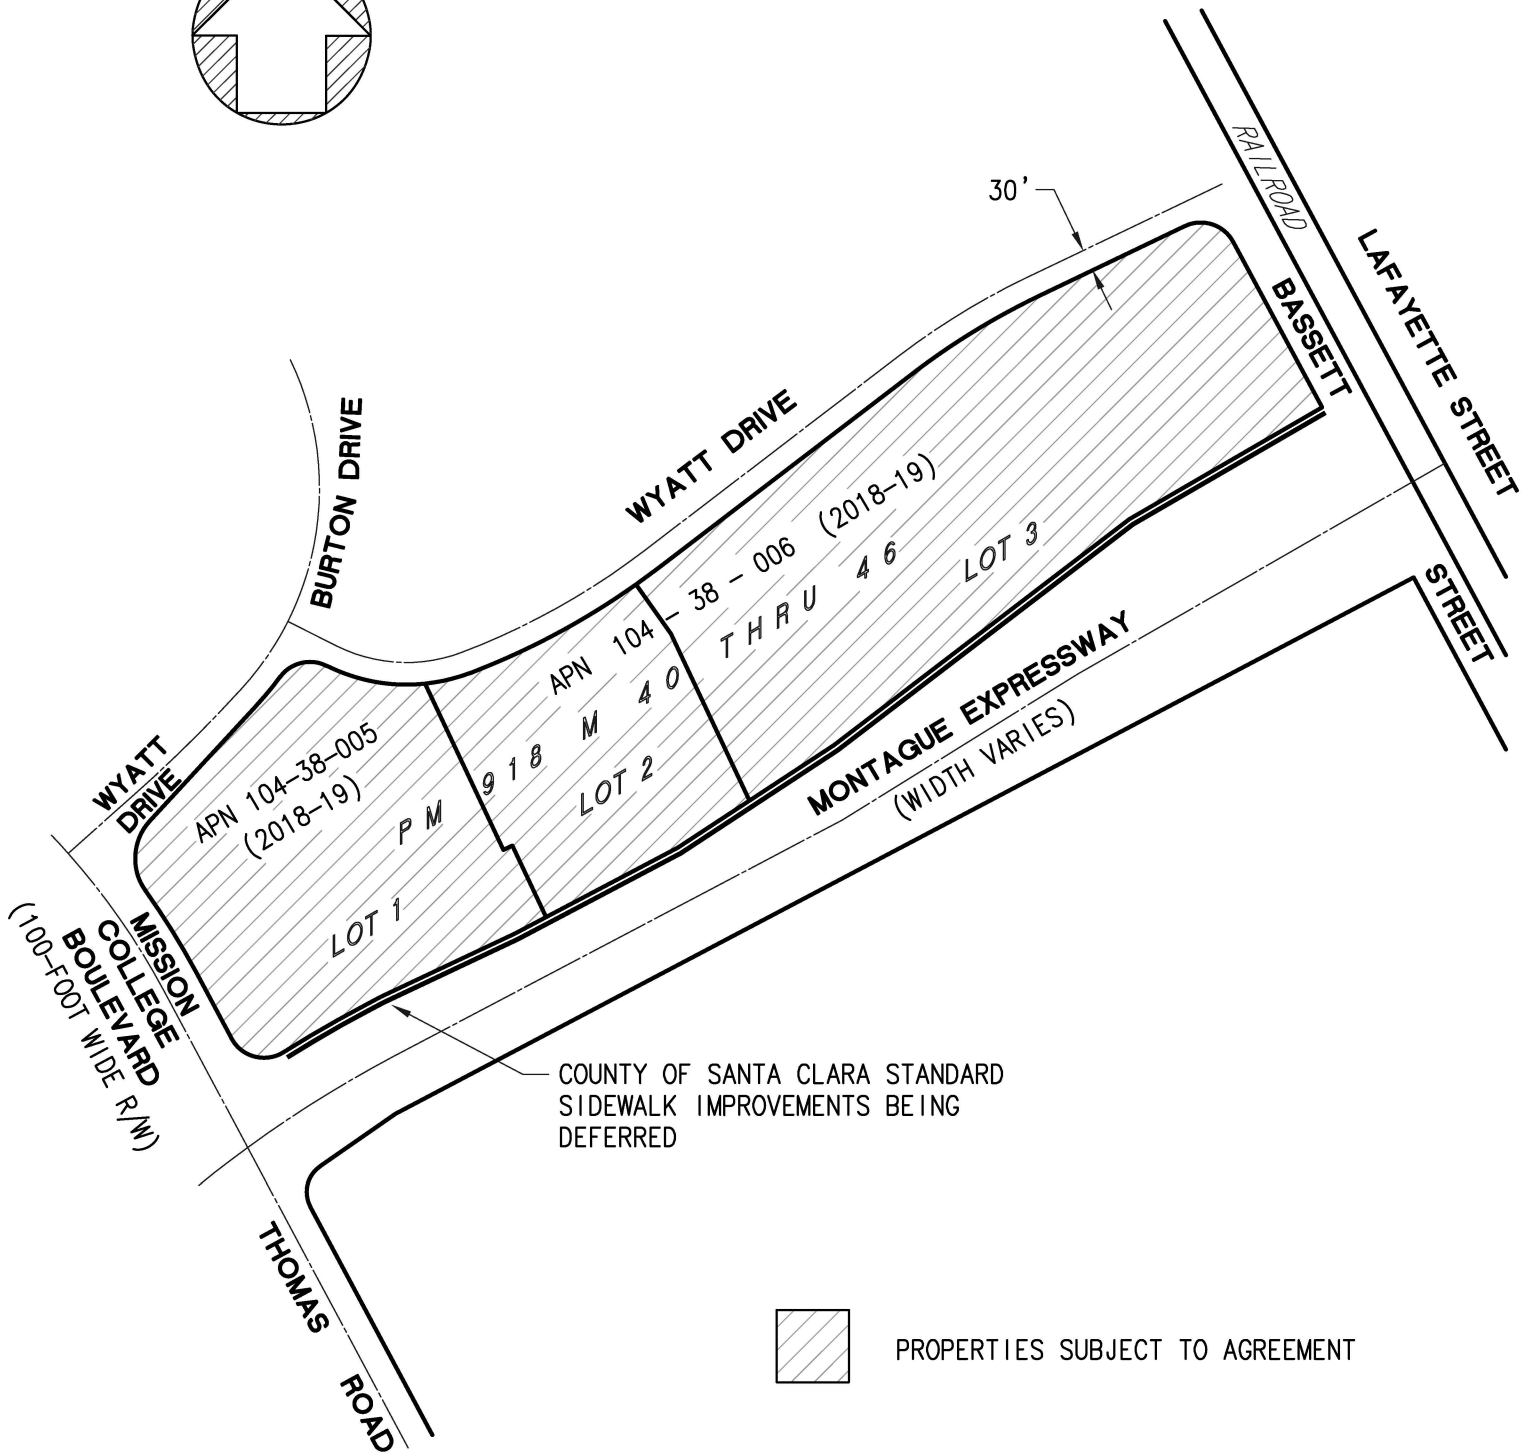 30'
RAILROAD
LAFAYETTE STREET
BASSETT
STREET
WYATT DRIVE
BURTON DRIVE
APN 104-38-006 (2018-19)
PM 918 M 40 THRU 46
LOT 3
LOT 2
LOT 1
APN 104-38-005
(2018-19)
WYATT
DRIVE
MONTAGUE EXPRESSWAY
(WIDTH VARIES)
MISSION
COLLEGE
BOULEVARD
(100-FOOT WIDE R/W)
COUNTY OF SANTA CLARA STANDARD
SIDEWALK IMPROVEMENTS BEING
DEFERRED
THOMAS ROAD
PROPERTIES SUBJECT TO AGREEMENT